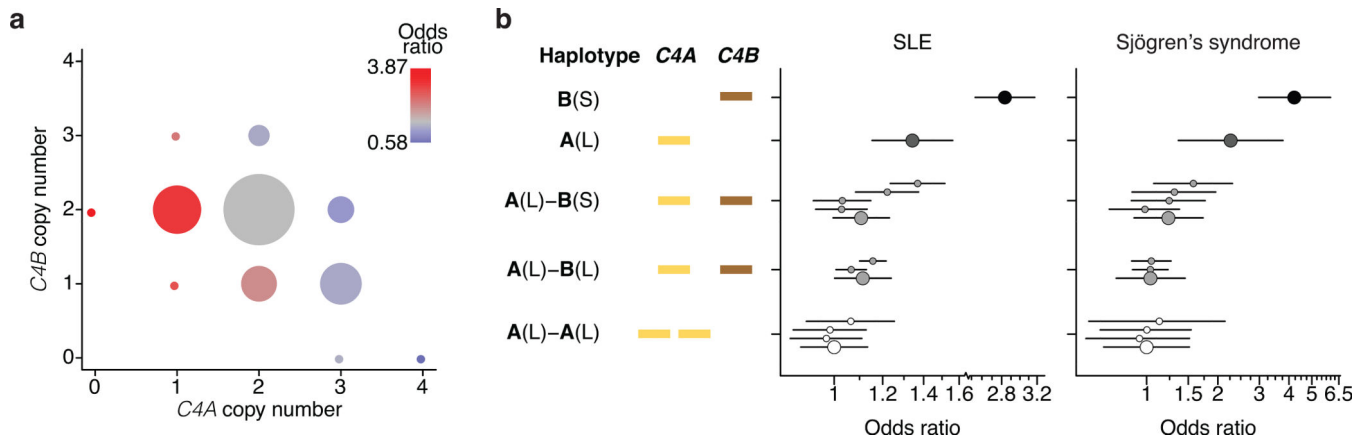 a
Odds
ratio
3.87
0.58
C4B copy number
4
3
2
1
0
0 1 2 3 4
C4A copy number
b
Haplotype C4A C4B
B(S)
A(L)
A(L)–B(S)
A(L)–B(L)
A(L)–A(L)
SLE
1 1.2 1.4 1.6 2.8 3.2
Odds ratio
Sjögren's syndrome
1 1.5 2 3 4 5 6.5
Odds ratio